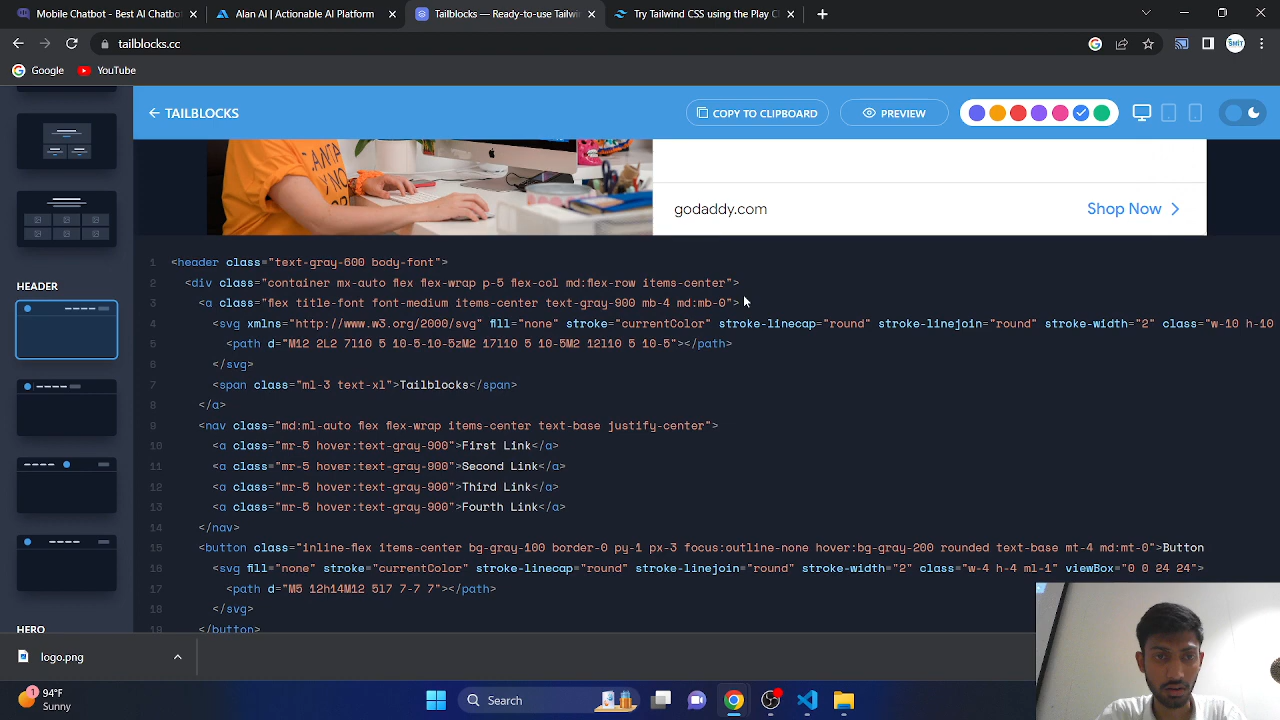 Mobile Chatbot - Best AI Chatbot
Alan AI | Actionable AI Platform
Tailblocks — Ready-to-use Tailwin
Try Tailwind CSS using the Play C
tailblocks.cc
Google
YouTube
TAILBLOCKS
COPY TO CLIPBOARD
PREVIEW
godaddy.com
Shop Now
HEADER
1 <header class="text-gray-600 body-font">
2 <div class="container mx-auto flex flex-wrap p-5 flex-col md:flex-row items-center">
3 <a class="flex title-font font-medium items-center text-gray-900 mb-4 md:mb-0">
4 <svg xmlns="http://www.w3.org/2000/svg" fill="none" stroke="currentColor" stroke-linecap="round" stroke-linejoin="round" stroke-width="2" class="w-10 h-10
5 <path d="M12 2L2 7l10 5 10-5-10-5zM2 17l10 5 10-5M2 12l10 5 10-5"></path>
6 </svg>
7 <span class="ml-3 text-xl">Tailblocks</span>
8 </a>
9 <nav class="md:ml-auto flex flex-wrap items-center text-base justify-center">
10 <a class="mr-5 hover:text-gray-900">First Link</a>
11 <a class="mr-5 hover:text-gray-900">Second Link</a>
12 <a class="mr-5 hover:text-gray-900">Third Link</a>
13 <a class="mr-5 hover:text-gray-900">Fourth Link</a>
14 </nav>
15 <button class="inline-flex items-center bg-gray-100 border-0 py-1 px-3 focus:outline-none hover:bg-gray-200 rounded text-base mt-4 md:mt-0">Button
16 <svg fill="none" stroke="currentColor" stroke-linecap="round" stroke-linejoin="round" stroke-width="2" class="w-4 h-4 ml-1" viewBox="0 0 24 24">
17 <path d="M5 12h14M12 5l7 7-7 7"></path>
18 </svg>
19 </button>
HERO
logo.png
1
94°F
Sunny
Search